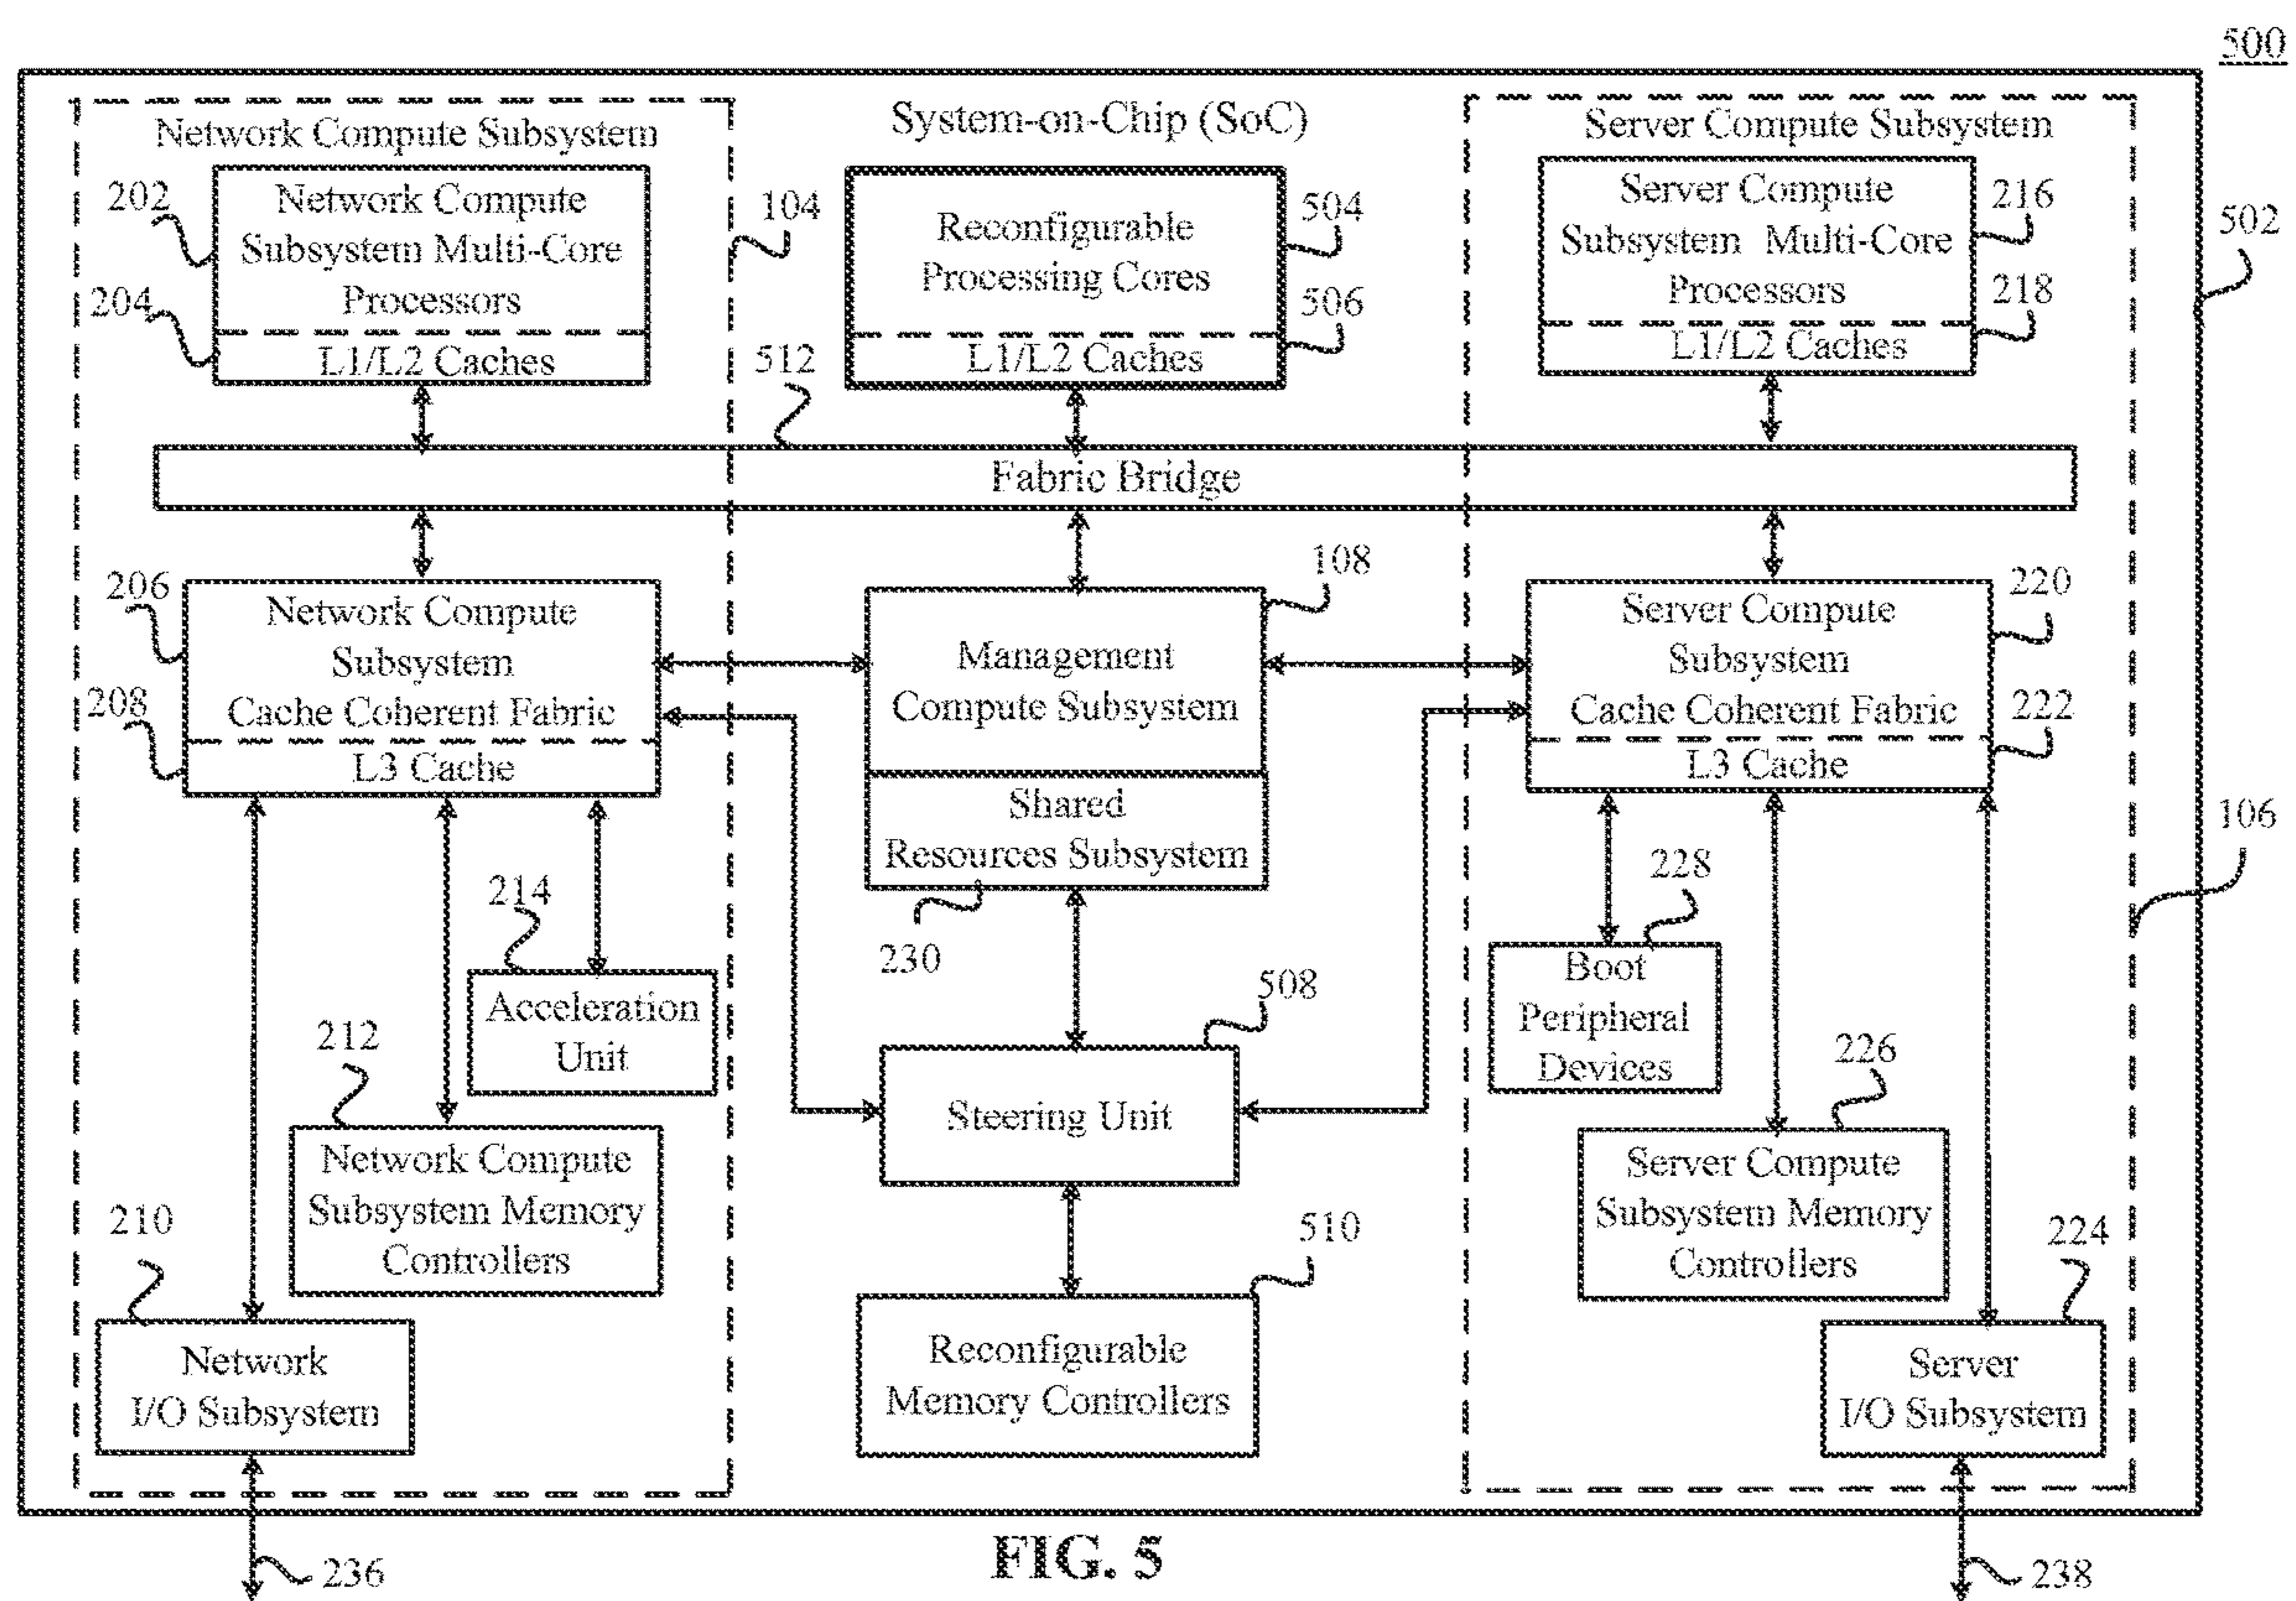 500
System-on-Chip (SoC)
Network Compute Subsystem
Server Compute Subsystem
202
Network Compute
Subsystem Multi-Core
Processors
204
L1/L2 Caches
104
Reconfigurable
Processing Cores
504
506
L1/L2 Caches
Server Compute
Subsystem Multi-Core
Processors
216
218
L1/L2 Caches
502
512
Fabric Bridge
206
Network Compute
Subsystem
Cache Coherent Fabric
208
L3 Cache
108
Management
Compute Subsystem
Shared
Resources Subsystem
230
Server Compute
Subsystem
Cache Coherent Fabric
220
222
L3 Cache
106
214
Acceleration
Unit
212
Network Compute
Subsystem Memory
Controllers
210
Network
I/O Subsystem
508
Steering Unit
510
Reconfigurable
Memory Controllers
228
Boot
Peripheral
Devices
226
Server Compute
Subsystem Memory
Controllers
224
Server
I/O Subsystem
236
FIG. 5
238